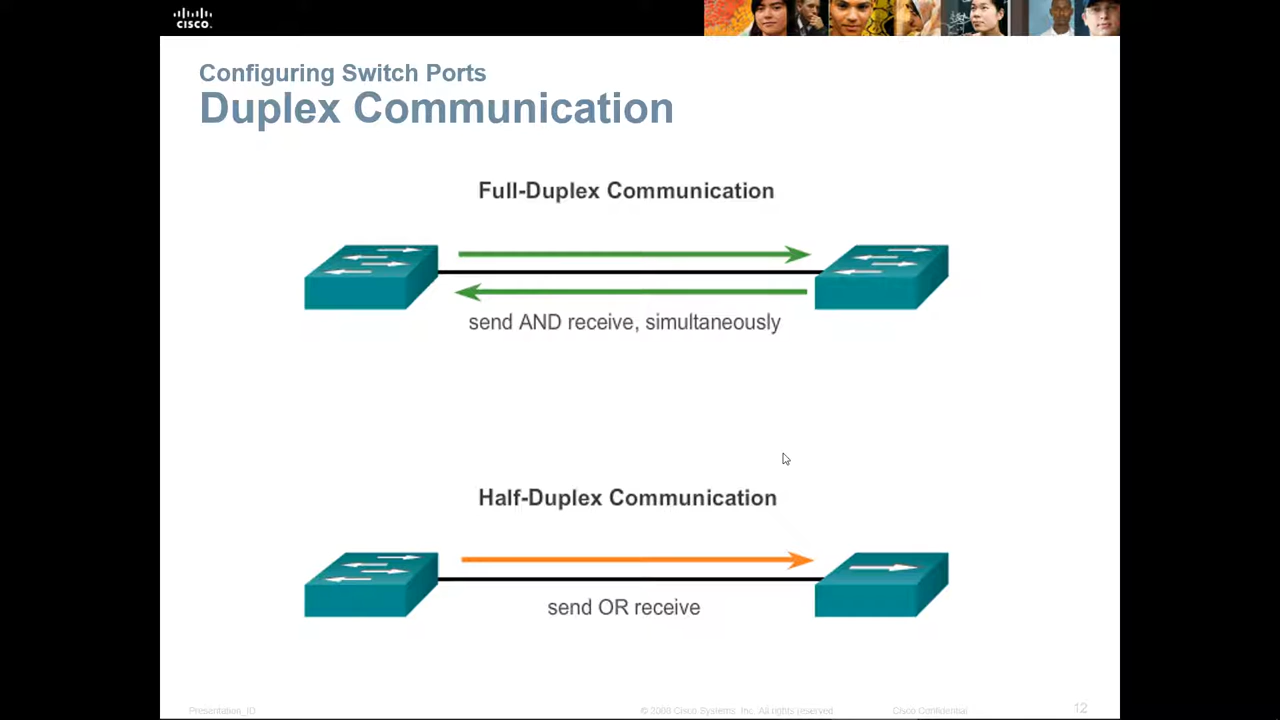 CISCO.
Configuring Switch Ports
Duplex Communication
Full-Duplex Communication
send AND receive, simultaneously
Half-Duplex Communication
send OR receive
Presentation_ID
© 2008 Cisco Systems, Inc. All rights reserved.
Cisco Confidential
12